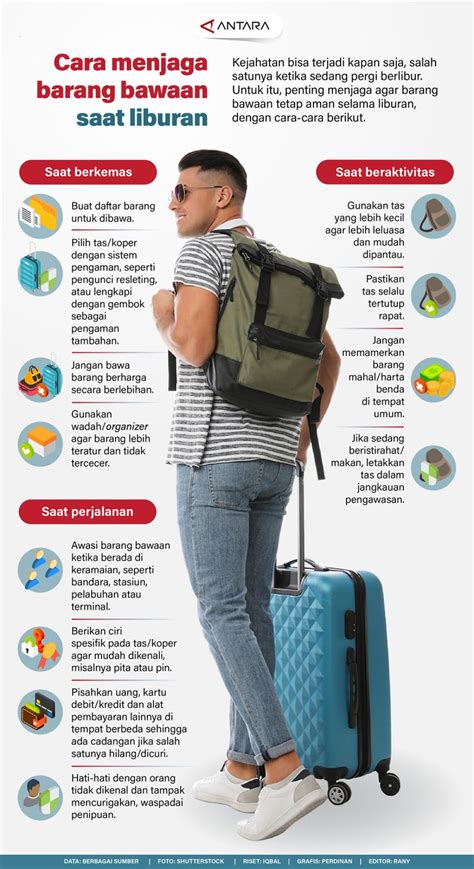 ANTARA
Cara menjaga
barang bawaan
saat liburan
Kejahatan bisa terjadi kapan saja, salah
satunya ketika sedang pergi berlibur.
Untuk itu, penting menjaga agar barang
bawaan tetap aman selama liburan,
dengan cara-cara berikut.
Saat berkemas
Buat daftar barang
untuk dibawa.
Pilih tas/koper
dengan sistem
pengaman, seperti
pengunci resleting,
atau lengkapi
dengan gembok
sebagai
pengaman
tambahan.
Jangan bawa
barang berharga
secara berlebihan.
Gunakan
wadah/organizer
agar barang lebih
teratur dan tidak
tercecer.
Saat perjalanan
Awasi barang bawaan
ketika berada di
keramaian, seperti
bandara, stasiun,
pelabuhan atau
terminal.
Berikan ciri
spesifik pada tas/koper
agar mudah dikenali,
misalnya pita atau pin.
Pisahkan uang, kartu
debit/kredit dan alat
pembayaran lainnya di
tempat berbeda sehingga
ada cadangan jika salah
satunya hilang/dicuri.
Hati-hati dengan orang
tidak dikenal dan tampak
mencurigakan, waspadai
penipuan.
Saat beraktivitas
Gunakan tas
yang lebih kecil
agar lebih leluasa
dan mudah
dipantau.
Pastikan
tas selalu
tertutup
rapat.
Jangan
memamerkan
barang
mahal/harta
benda
di tempat
umum.
Jika sedang
beristirahat/
makan, letakkan
tas dalam
jangkauan
pengawasan.
DATA: BERBAGAI SUMBER | FOTO: SHUTTERSTOCK | RISET: IQBAL | GRAFIS: PERDINAN | EDITOR: RANY